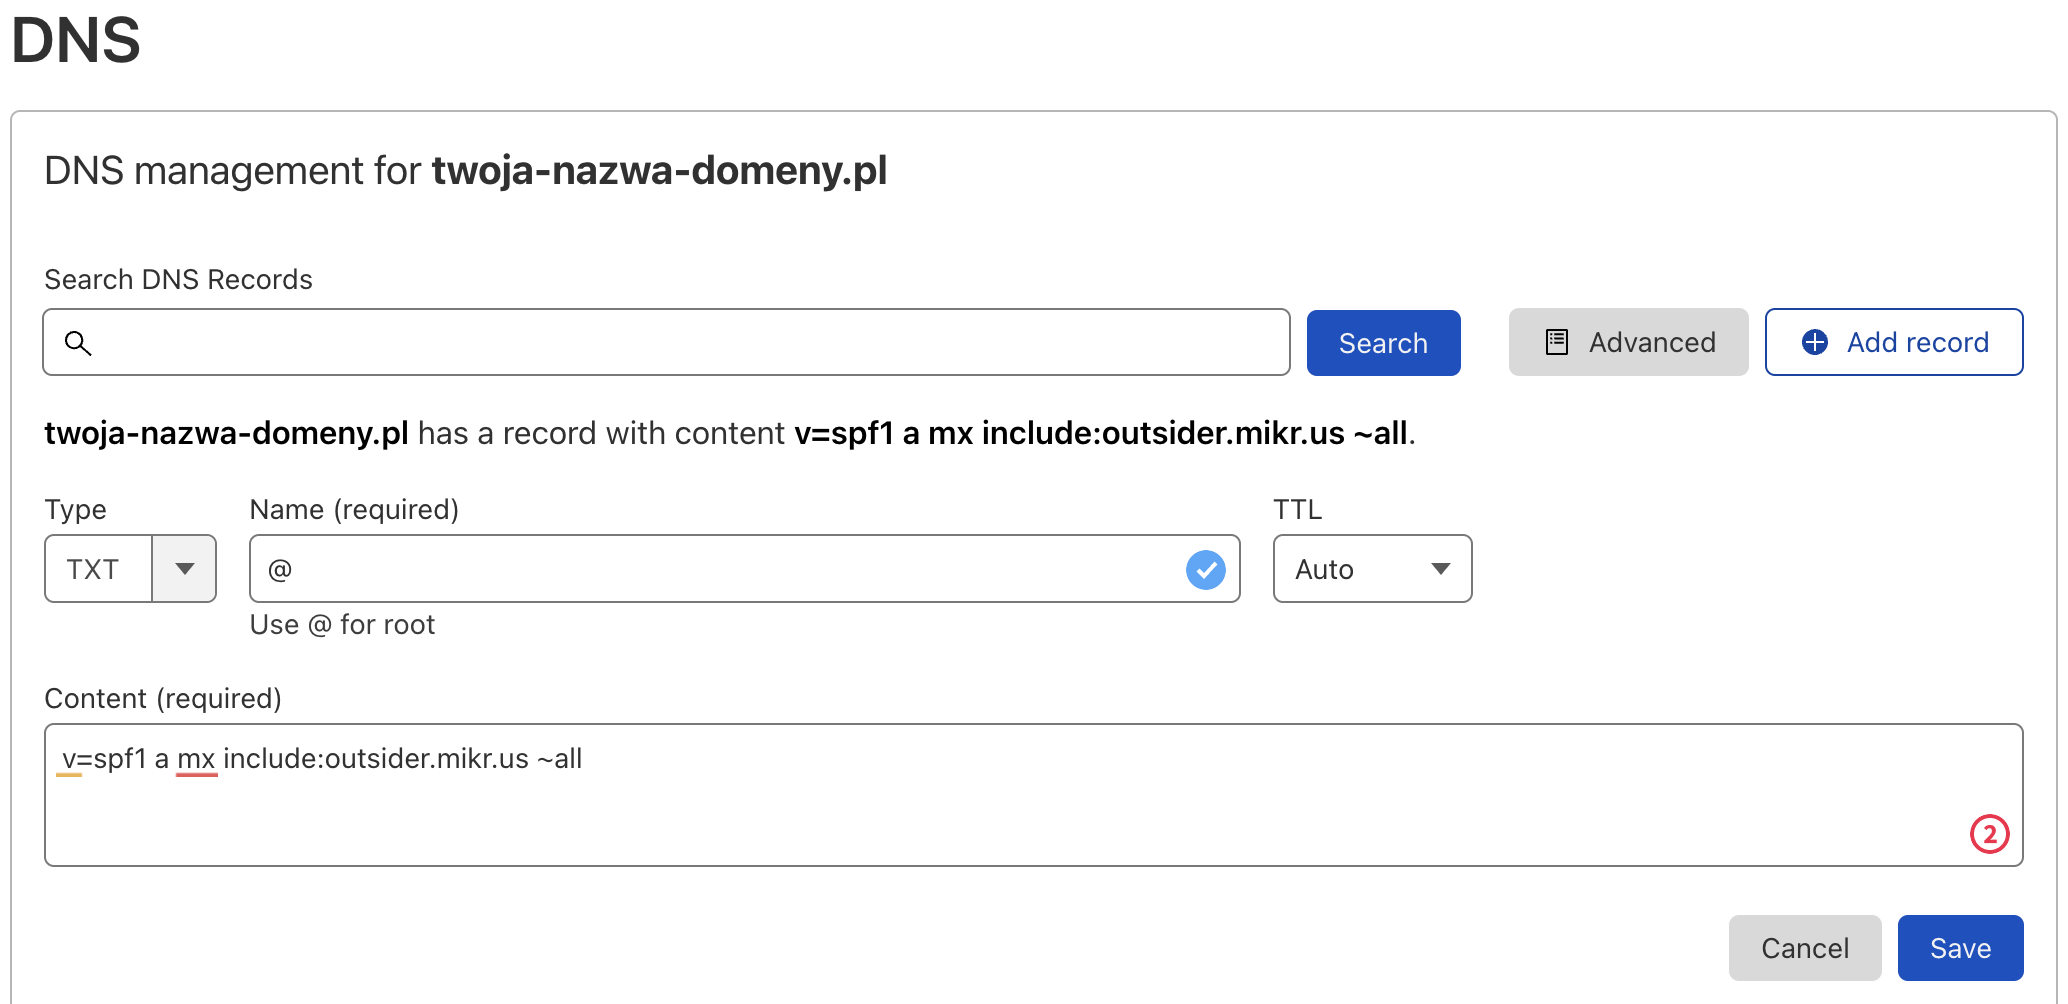 DNS
DNS management for twoja-nazwa-domeny.pl
Search DNS Records
Search Advanced Add record
twoja-nazwa-domeny.pl has a record with content v=spf1 a mx include:outsider.mikr.us ~all.
Type Name (required) TTL
TXT @ Auto
Use @ for root
Content (required)
v=spf1 a mx include:outsider.mikr.us ~all
2
Cancel Save